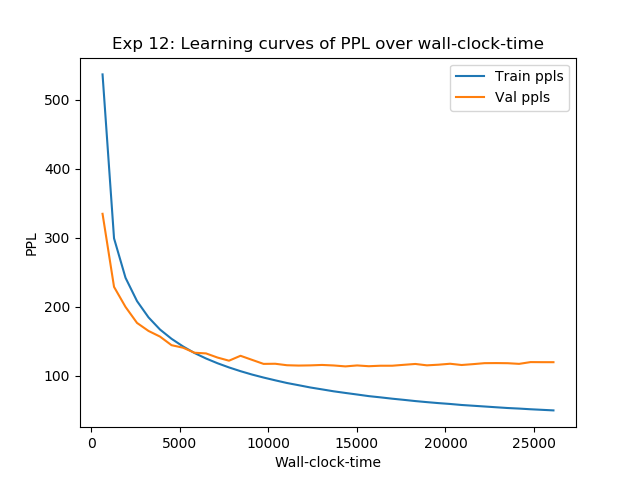 Exp 12: Learning curves of PPL over wall-clock-time
Train ppls
Val ppls
PPL
500
400
300
200
100
0
5000
10000
15000
20000
25000
Wall-clock-time